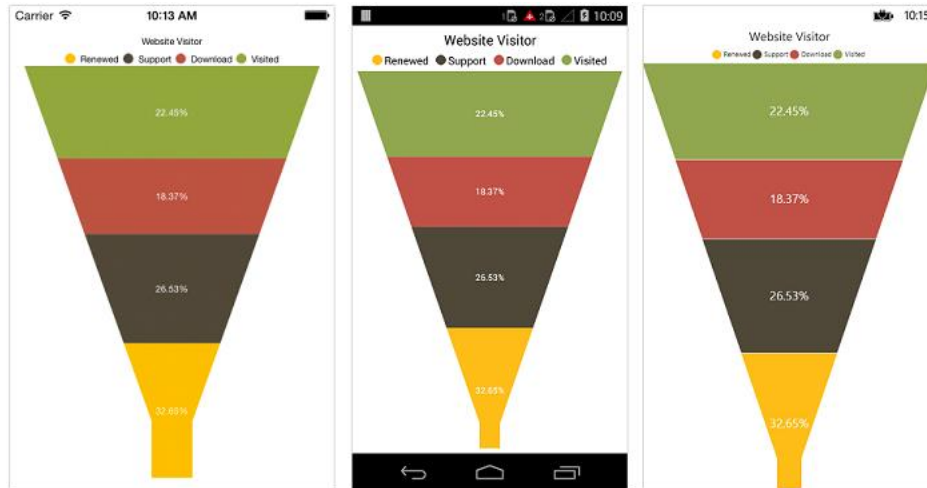 Carrier 10:13 AM
Website Visitor
Renewed Support Download Visited
22.45%
18.37%
26.53%
32.65%
10:09
Website Visitor
Renewed Support Download Visited
22.45%
18.37%
26.53%
32.65%
10:15
Website Visitor
Renewed Support Download Visited
22.45%
18.37%
26.53%
32.65%